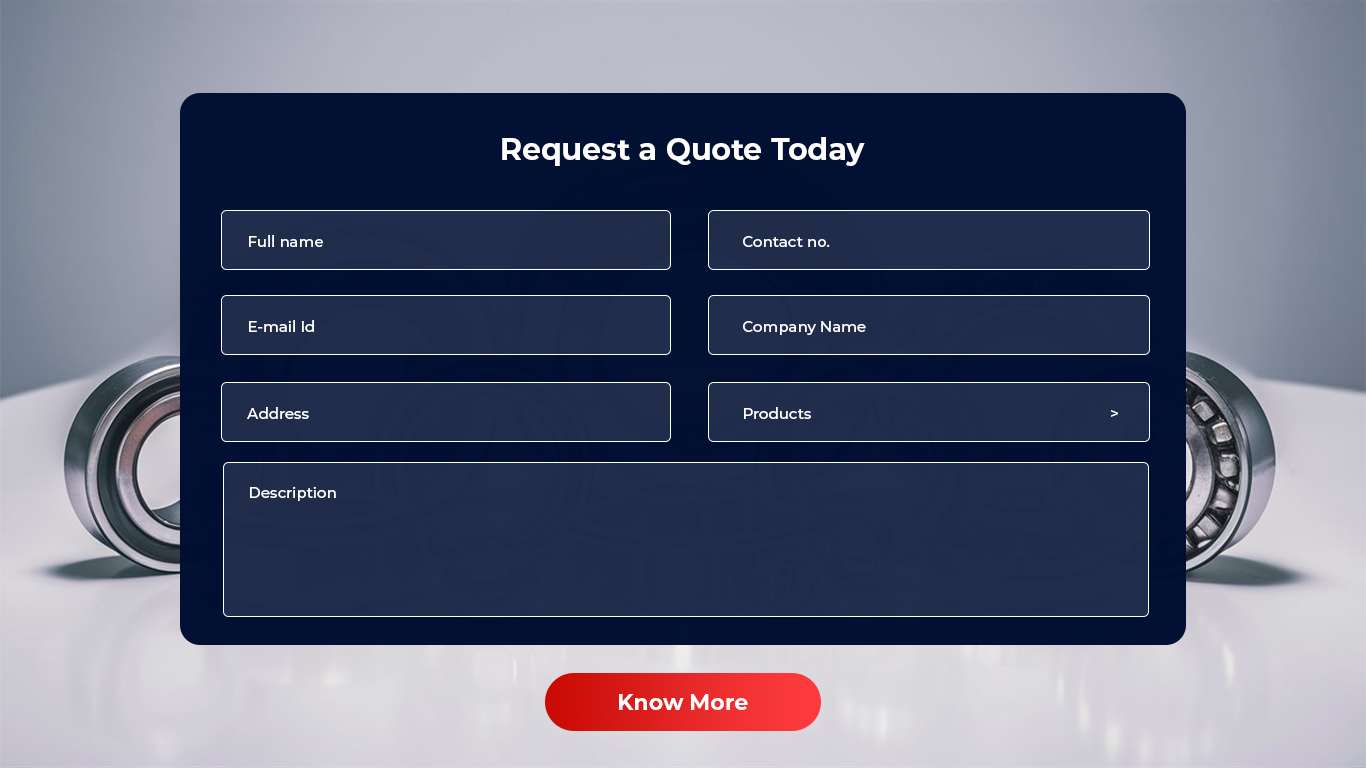 Request a Quote Today
Full name
Contact no.
E-mail Id
Company Name
Address
Products >
Description
Know More